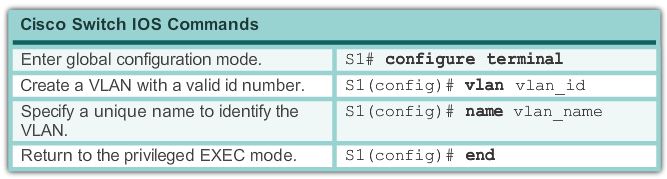 Cisco Switch IOS Commands
Enter global configuration mode. S1# configure terminal
Create a VLAN with a valid id number. S1(config)# vlan vlan_id
Specify a unique name to identify the S1(config)# name vlan_name
VLAN.
Return to the privileged EXEC mode. S1(config)# end